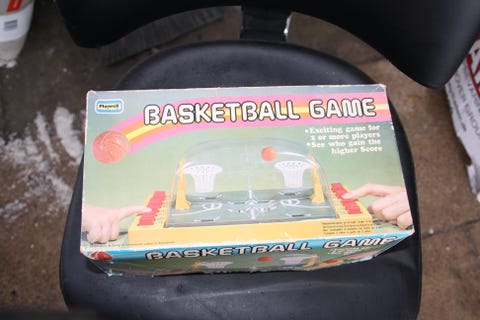 Playwell
BASKETBALL GAME
•Exciting game for
2 or more players
•See who gain the
higher Score
BASKETBALL GAME